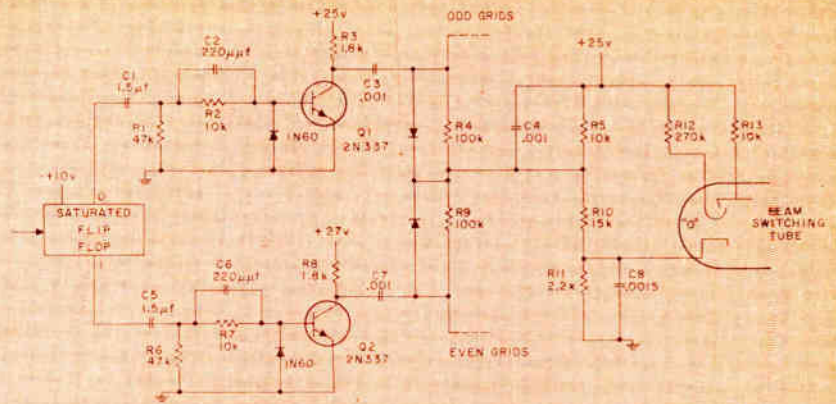 +25v
R3
1.8k
C2
220μμf
C1
1.5μf
R2
10k
R1
47k
1N60
Q1
2N337
C3
.001
ODD GRIDS
+25v
R4
100k
C4
.001
R5
10k
R12
270k
R13
10k
+10v
0
SATURATED
FLIP
FLOP
1
+27v
R8
1.8k
C7
.001
R9
100k
R10
15k
"0"
BEAM
SWITCHING
TUBE
C6
220μμf
C5
1.5μf
R7
10k
R6
47k
1N60
Q2
2N337
EVEN GRIDS
R11
2.2k
C8
.0015